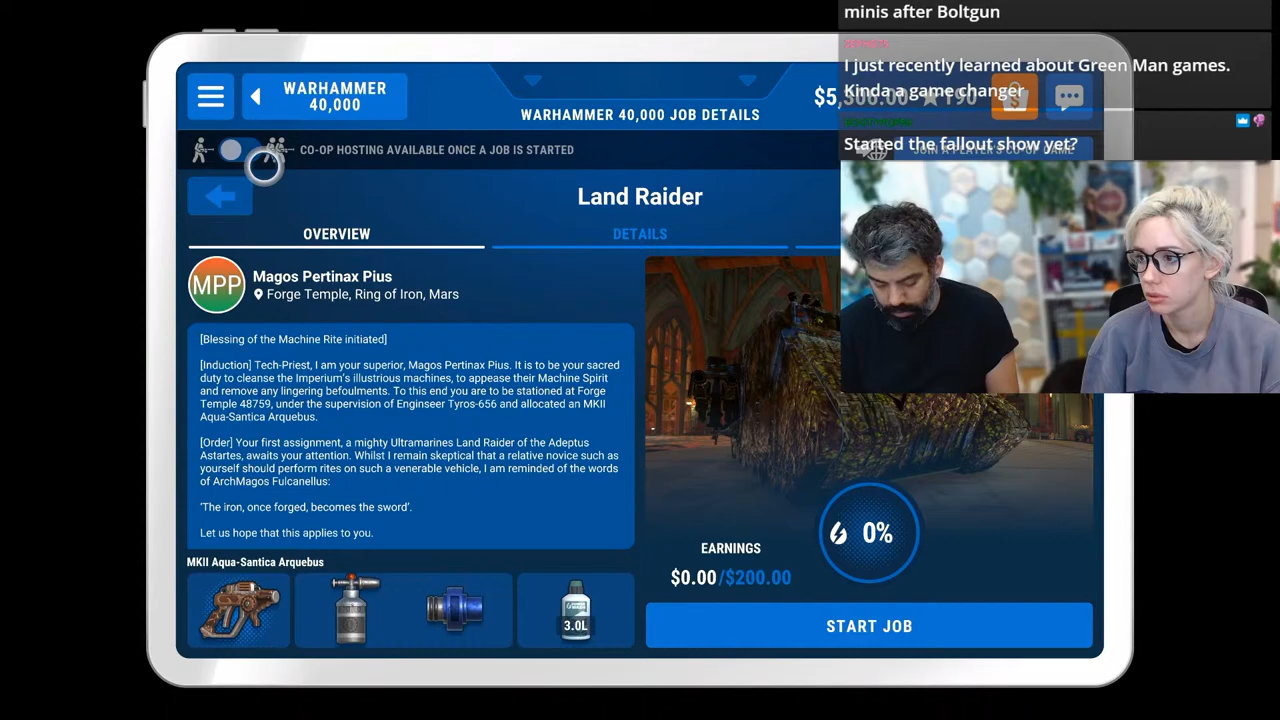 minis after Boltgun
I just recently learned about Green Man games.
Kinda a game changer
Started the fallout show yet?
WARHAMMER
40,000
WARHAMMER 40,000 JOB DETAILS
CO-OP HOSTING AVAILABLE ONCE A JOB IS STARTED
JOIN A PLAYER'S CO-OP GAME
Land Raider
OVERVIEW
DETAILS
MPP
Magos Pertinax Pius
Forge Temple, Ring of Iron, Mars
[Blessing of the Machine Rite initiated]
[Induction] Tech-Priest, I am your superior, Magos Pertinax Pius. It is to be your sacred
duty to cleanse the Imperium's illustrious machines, to appease their Machine Spirit
and remove any lingering befoulments. To this end you are to be stationed at Forge
Temple 48759, under the supervision of Engineer Tyros-656 and allocated an MKII
Aqua-Santica Arquebus.
[Order] Your first assignment, a mighty Ultramarines Land Raider of the Adeptus
Astartes, awaits your attention. Whilst I remain skeptical that a relative novice such as
yourself should perform rites on such a venerable vehicle, I am reminded of the words
of ArchMagos Fulcanellus:
'The iron, once forged, becomes the sword'.
Let us hope that this applies to you.
MKII Aqua-Santica Arquebus
3.0L
0%
EARNINGS
$0.00/$200.00
START JOB